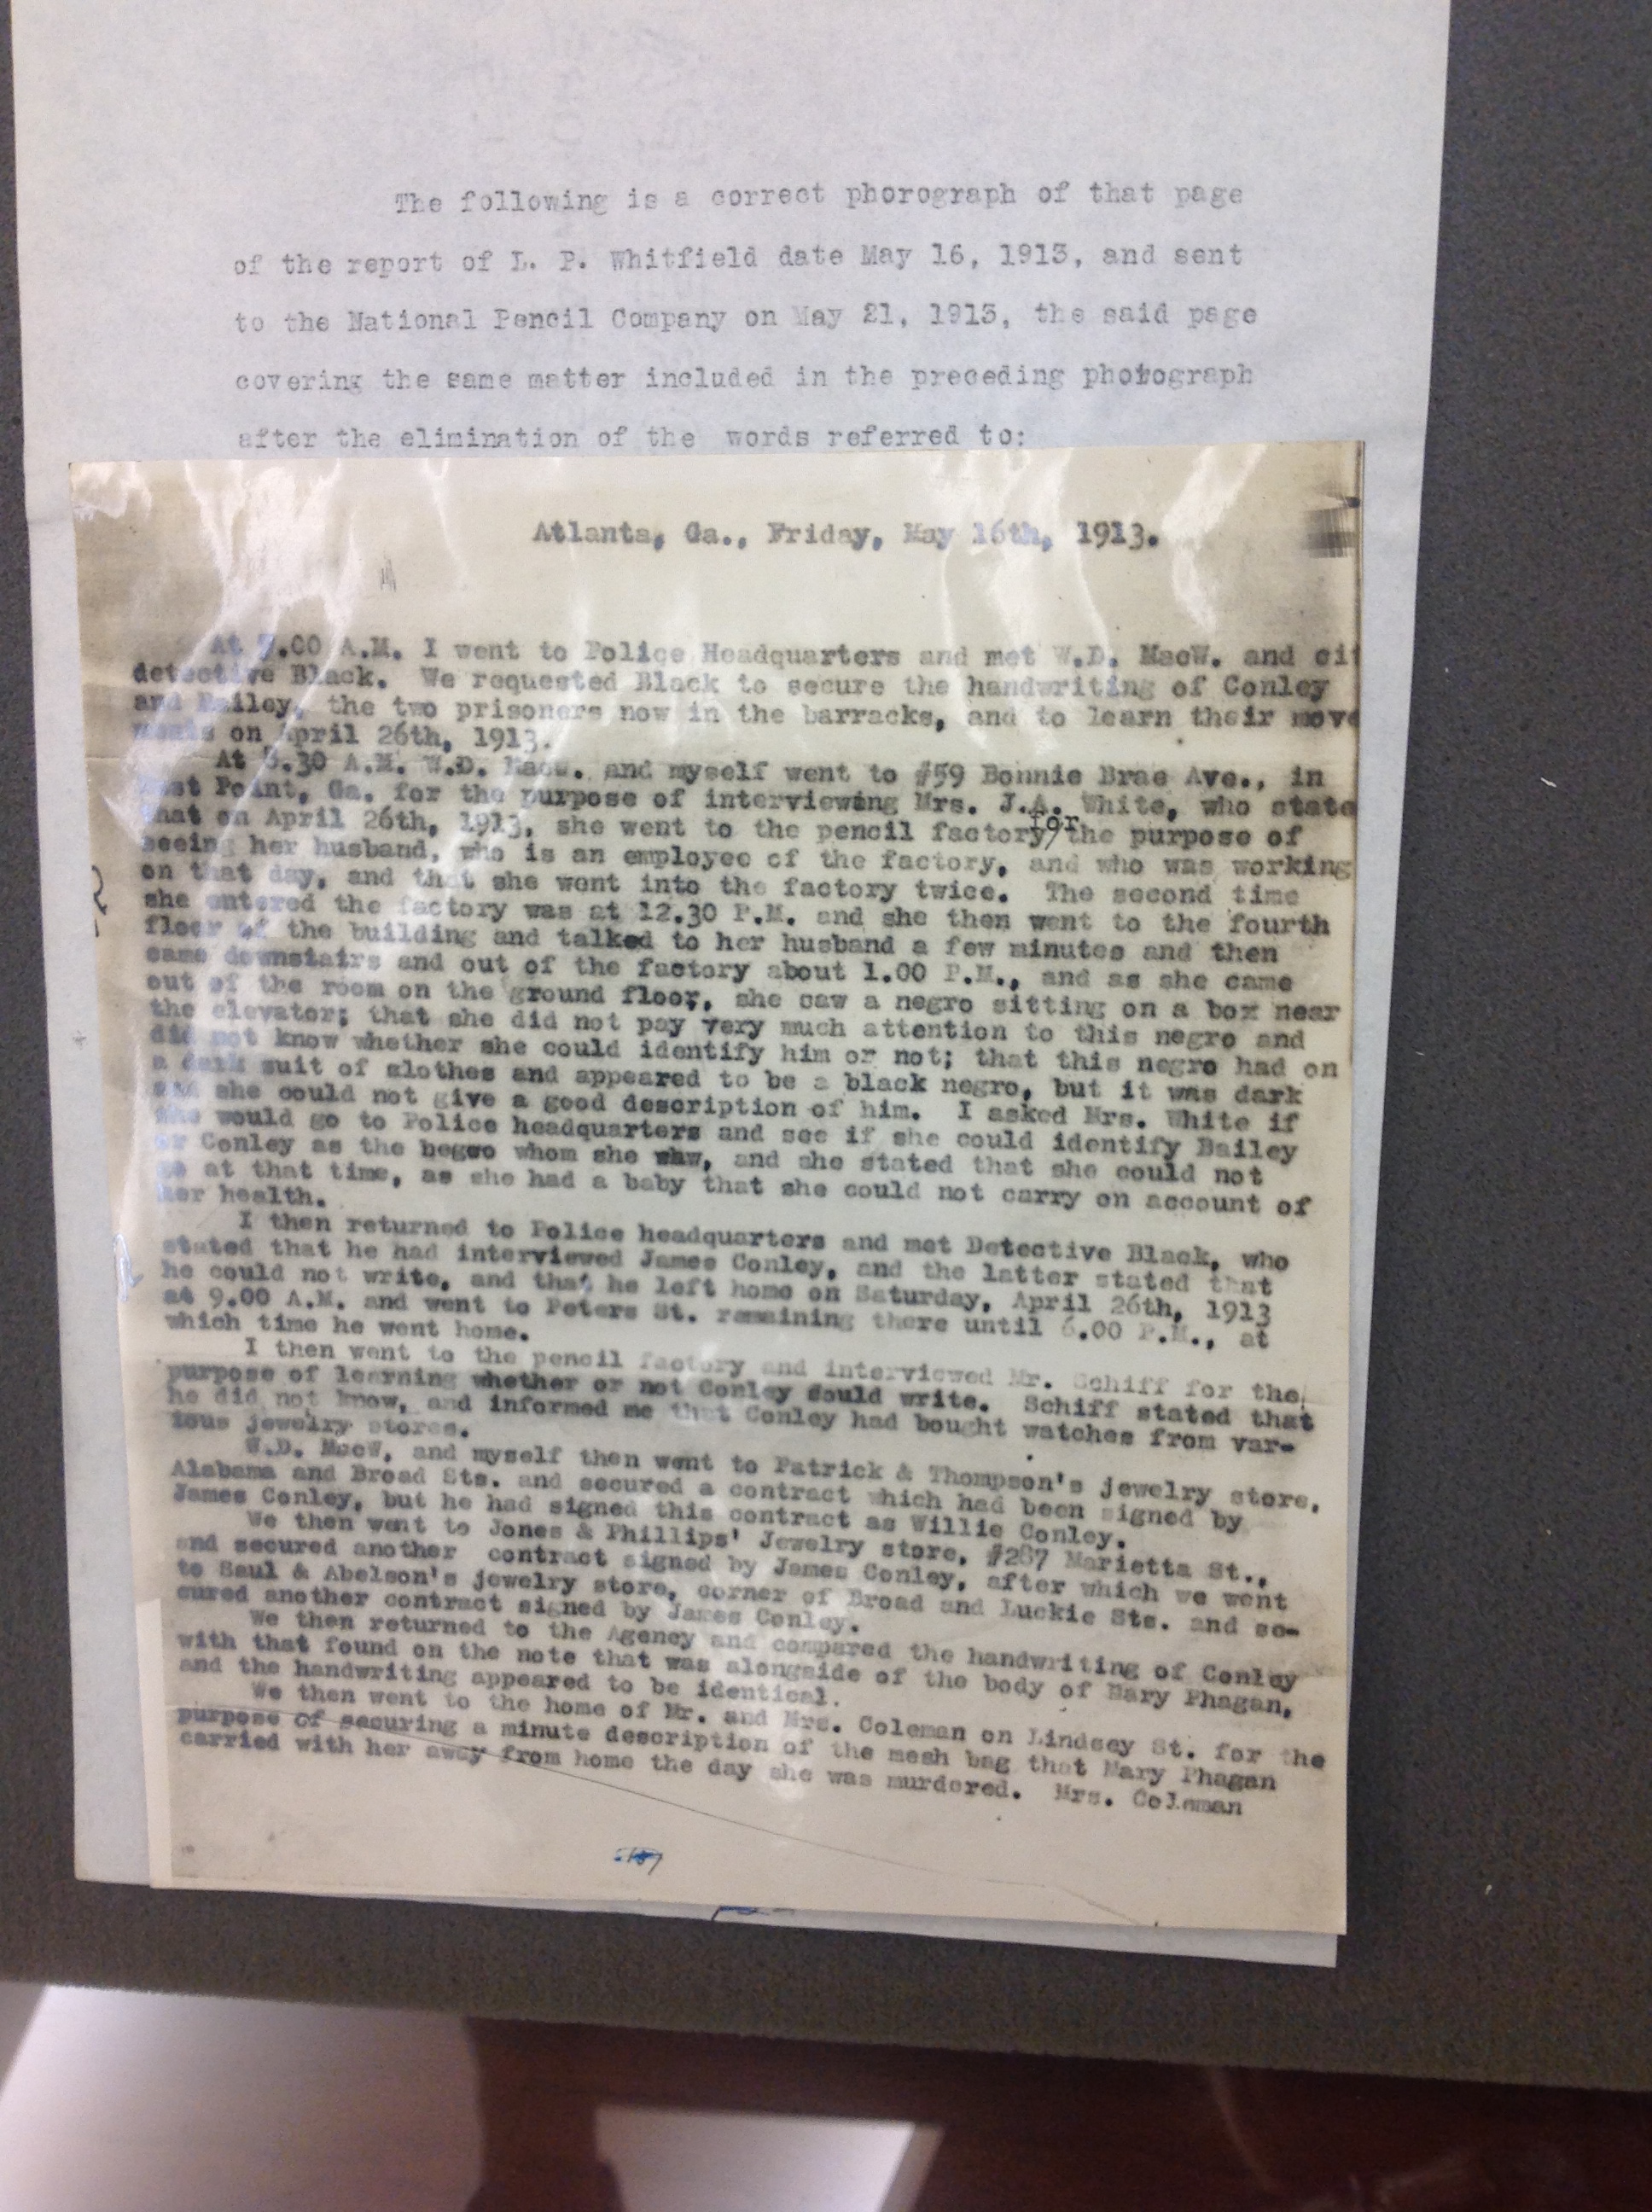 The following is a correct phorograph of that page
of the report of L. P. Whitfield date May 16, 1913, and sent
to the National Pencil Company on May 21, 1913, the said page
covering the same matter included in the preceding photograph
after the elimination of the words referred to:
Atlanta, Ga., Friday, May 16th, 1913.
At .00 A.M. I went to Police Headquarters and met W.D. MacW. and cit
detective Black. We requested Black to secure the handwriting of Conley
and Bailey, the two prisoners now in the barracks, and to learn their move
ments on April 26th, 1913.
At .30 A.M. W.D. MacW. and myself went to #59 Bonnie Brae Ave., in
West Point, Ga. for the purpose of interviewing Mrs. J.A. White, who state
that on April 26th, 1913, she went to the pencil factory/for the purpose of
seeing her husband, who is an employee of the factory, and who was working
on that day, and that she went into the factory twice. The second time
she entered the factory was at 12.30 P.M. and she then went to the fourth
floor of the building and talked to her husband a few minutes and then
came downstairs and out of the factory about 1.00 P.M., and as she came
out of the room on the ground floor, she saw a negro sitting on a box near
the elevator; that she did not pay very much attention to this negro and
did not know whether she could identify him or not; that this negro had on
a dark suit of clothes and appeared to be a black negro, but it was dark
and she could not give a good description of him. I asked Mrs. White if
she would go to Police headquarters and see if she could identify Bailey
or Conley as the negro whom she saw, and she stated that she could not
go at that time, as she had a baby that she could not carry on account of
her health.
I then returned to Police headquarters and met Detective Black, who
stated that he had interviewed James Conley, and the latter stated that
he could not write, and that he left home on Saturday, April 26th, 1913
at 9.00 A.M. and went to Peters St. remaining there until 6.00 P.M., at
which time he went home.
I then went to the pencil factory and interviewed Mr. Schiff for the
purpose of learning whether or not Conley could write. Schiff stated that
he did not know, and informed me that Conley had bought watches from var-
ious jewelry stores.
W.D. MacW. and myself then went to Patrick & Thompson's jewelry store,
Alabama and Broad Sts. and secured a contract which had been signed by
James Conley, but he had signed this contract as Willie Conley.
We then went to Jones & Phillips' Jewelry store, #287 Marietta St.,
and secured another contract signed by James Conley, after which we went
to Saul & Abelson's jewelry store, corner of Broad and Luckie Sts. and se-
cured another contract signed by James Conley.
We then returned to the Agency and compared the handwriting of Conley
with that found on the note that was alongside of the body of Mary Phagan,
and the handwriting appeared to be identical.
We then went to the home of Mr. and Mrs. Coleman on Lindsey St. for the
purpose of securing a minute description of the mesh bag that Mary Phagan
carried with her away from home the day she was murdered. Mrs. Coleman